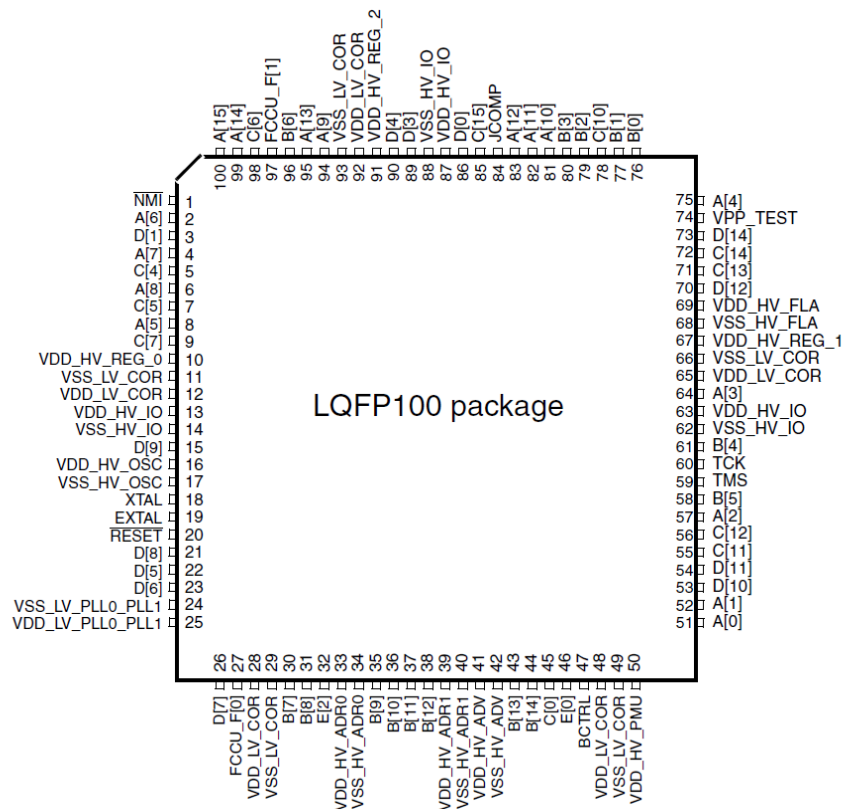 A[15]
A[14]
C[6]
FCCU_F[1]
B[6]
A[13]
A[9]
VSS_LV_COR
VDD_LV_COR
VDD_HV_REG_2
D[4]
D[3]
VSS_HV_IO
VDD_HV_IO
D[0]
C[15]
JCOMP
A[12]
A[11]
A[10]
B[3]
B[2]
C[10]
B[1]
B[0]
100
99
98
97
96
95
94
93
92
91
90
89
88
87
86
85
84
83
82
81
80
79
78
77
76
NMI 1
A[6] 2
D[1] 3
A[7] 4
C[4] 5
A[8] 6
C[5] 7
A[5] 8
C[7] 9
VDD_HV_REG_0 10
VSS_LV_COR 11
VDD_LV_COR 12
VDD_HV_IO 13
VSS_HV_IO 14
D[9] 15
VDD_HV_OSC 16
VSS_HV_OSC 17
XTAL 18
EXTAL 19
RESET 20
D[8] 21
D[5] 22
D[6] 23
VSS_LV_PLL0_PLL1 24
VDD_LV_PLL0_PLL1 25
LQFP100 package
75 A[4]
74 VPP_TEST
73 D[14]
72 C[14]
71 C[13]
70 D[12]
69 VDD_HV_FLA
68 VSS_HV_FLA
67 VDD_HV_REG_1
66 VSS_LV_COR
65 VDD_LV_COR
64 A[3]
63 VDD_HV_IO
62 VSS_HV_IO
61 B[4]
60 TCK
59 TMS
58 B[5]
57 A[2]
56 C[12]
55 C[11]
54 D[11]
53 D[10]
52 A[1]
51 A[0]
26
27
28
29
30
31
32
33
34
35
36
37
38
39
40
41
42
43
44
45
46
47
48
49
50
D[7]
FCCU_F[0]
VDD_LV_COR
VSS_LV_COR
B[7]
B[8]
E[2]
VDD_HV_ADR0
VSS_HV_ADR0
B[9]
B[10]
B[11]
B[12]
VDD_HV_ADR1
VSS_HV_ADR1
VDD_HV_ADV
VSS_HV_ADV
B[13]
B[14]
C[0]
E[0]
BCTRL
VDD_LV_COR
VSS_LV_COR
VDD_HV_PMU